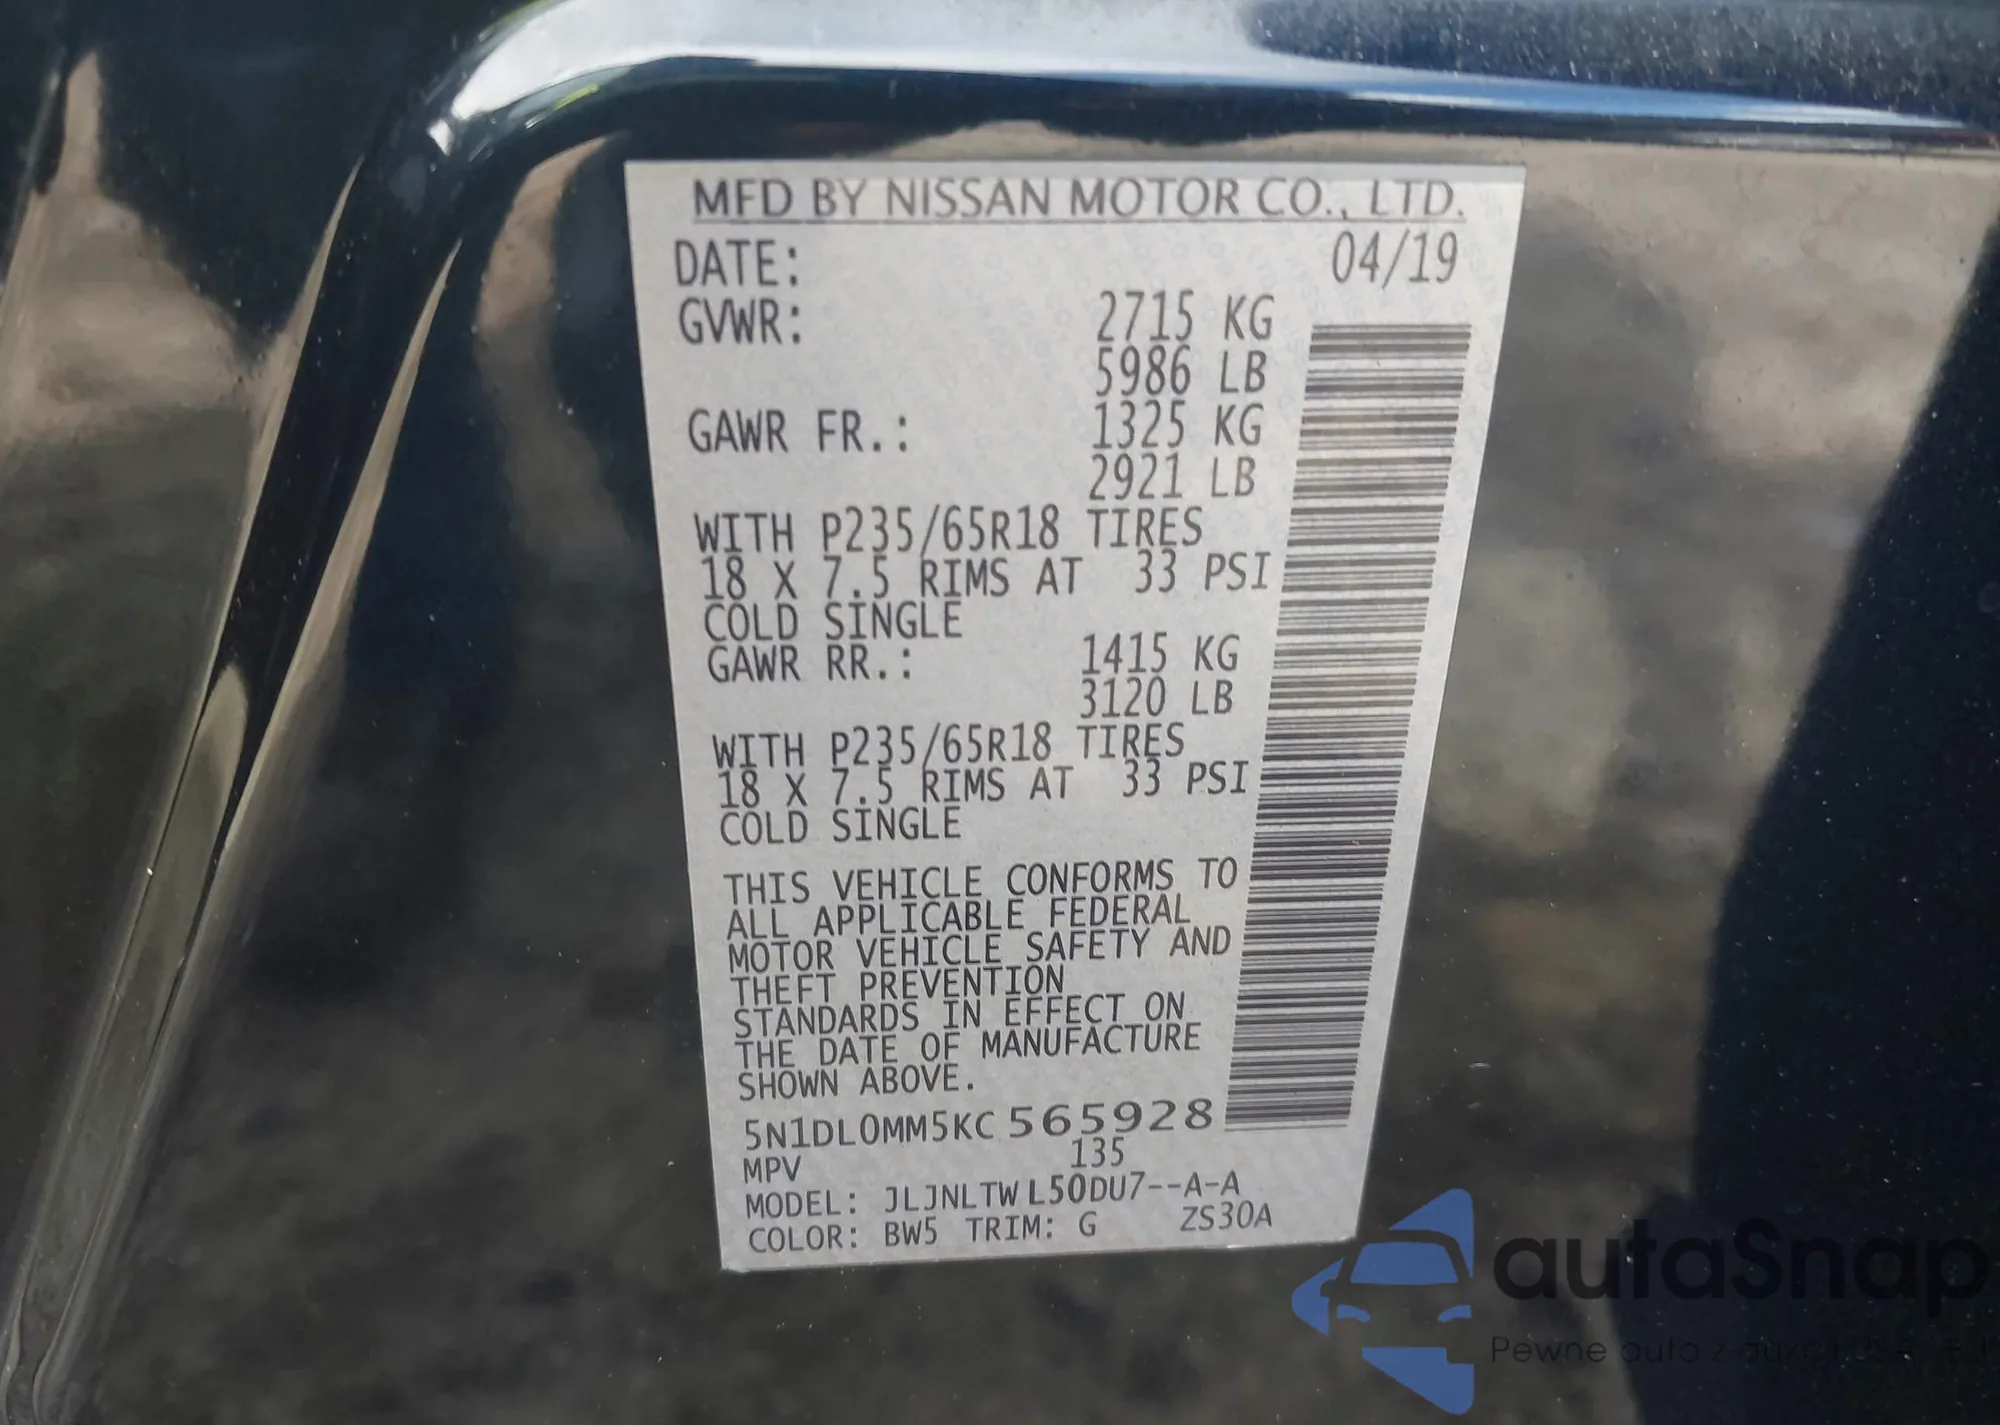 MFD BY NISSAN MOTOR CO., LTD.
DATE: 04/19
GVWR: 2715 KG
5986 LB
GAWR FR.: 1325 KG
2921 LB
WITH P235/65R18 TIRES
18 X 7.5 RIMS AT 33 PSI
COLD SINGLE
GAWR RR.: 1415 KG
3120 LB
WITH P235/65R18 TIRES
18 X 7.5 RIMS AT 33 PSI
COLD SINGLE
THIS VEHICLE CONFORMS TO
ALL APPLICABLE FEDERAL
MOTOR VEHICLE SAFETY AND
THEFT PREVENTION
STANDARDS IN EFFECT ON
THE DATE OF MANUFACTURE
SHOWN ABOVE.
5N1DL0MM5KC565928
MPV 135
MODEL: JLJNLTWL50DU7--A-A
COLOR: BW5 TRIM: G ZS30A
autaSnap
Pewne auto z